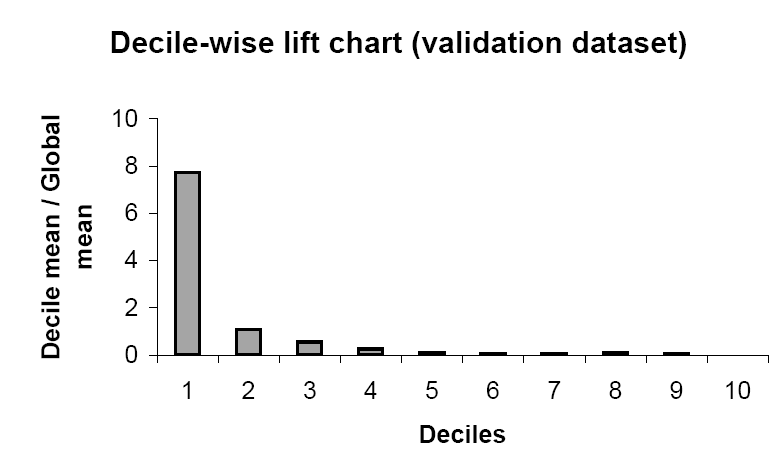 Decile-wise lift chart (validation dataset)
Decile mean / Global
mean
10
8
6
4
2
0
1 2 3 4 5 6 7 8 9 10
Deciles